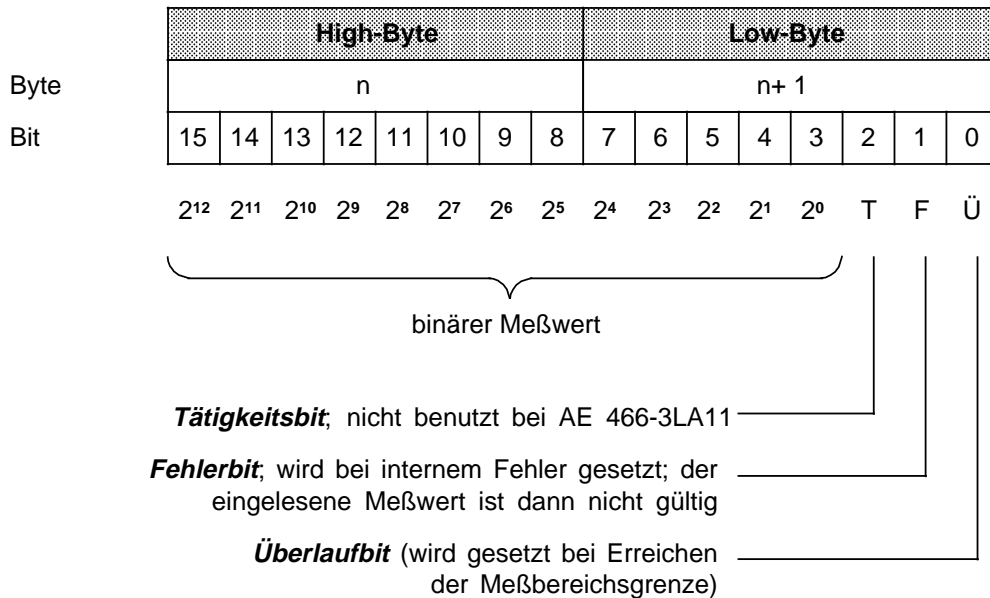 High-Byte Low-Byte
Byte n n+ 1
Bit 15 14 13 12 11 10 9 8 7 6 5 4 3 2 1 0
2¹² 2¹¹ 2¹⁰ 2⁹ 2⁸ 2⁷ 2⁶ 2⁵ 2⁴ 2³ 2² 2¹ 2⁰ T F Ü
binärer Meßwert
Tätigkeitsbit; nicht benutzt bei AE 466-3LA11
Fehlerbit; wird bei internem Fehler gesetzt; der
eingelesene Meßwert ist dann nicht gültig
Überlaufbit (wird gesetzt bei Erreichen
der Meßbereichsgrenze)